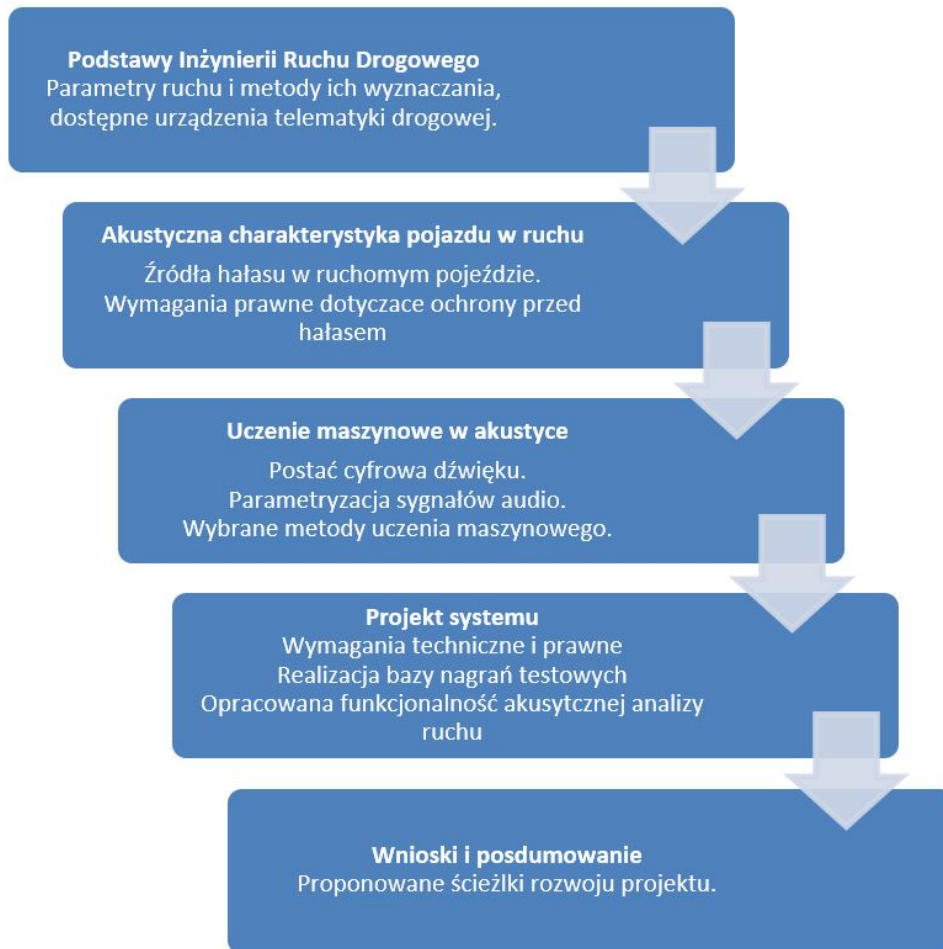 Podstawy Inżynierii Ruchu Drogowego
Parametry ruchu i metody ich wyznaczania,
dostępne urządzenia telematyki drogowej.
Akustyczna charakterystyka pojazdu w ruchu
Źródła hałasu w ruchomym pojeździe.
Wymagania prawne dotyczace ochrony przed
hałasem
Uczenie maszynowe w akustyce
Postać cyfrowa dźwięku.
Parametryzacja sygnałów audio.
Wybrane metody uczenia maszynowego.
Projekt systemu
Wymagania techniczne i prawne
Realizacja bazy nagrań testowych
Opracowana funkcjonalność akusytcznej analizy
ruchu
Wnioski i posdumowanie
Proponowane ścieżlki rozwoju projektu.